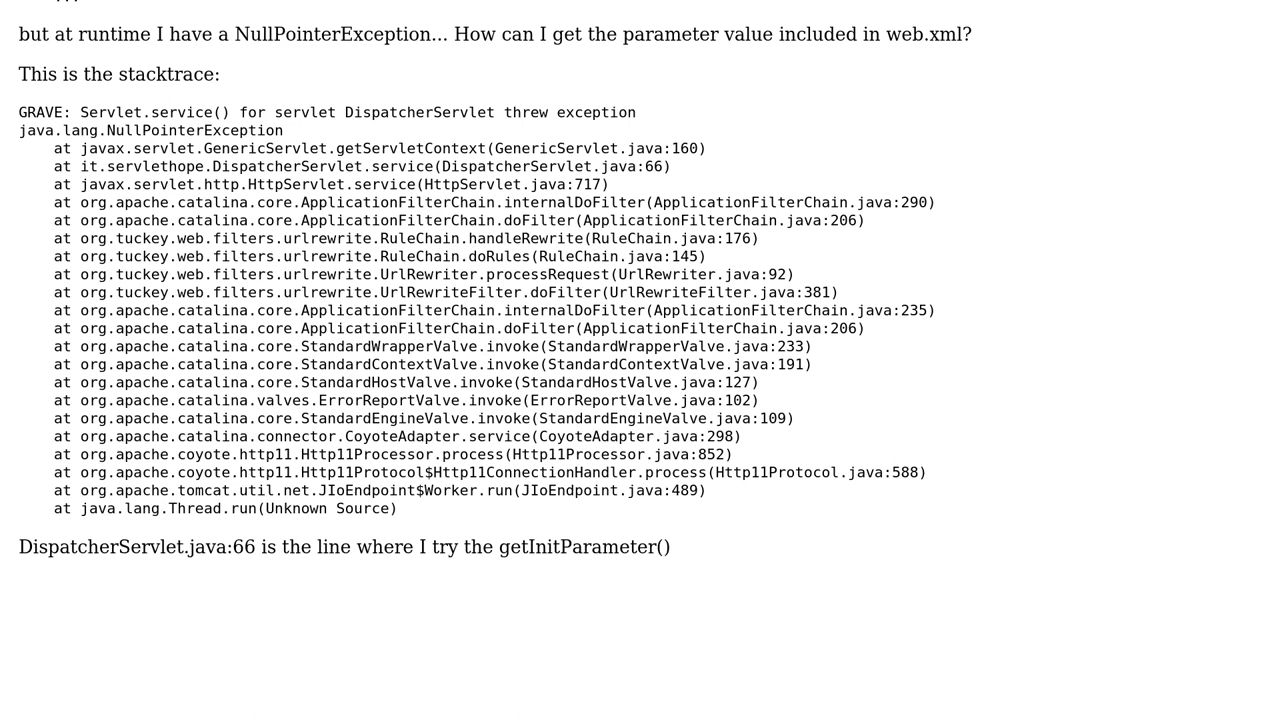 but at runtime I have a NullPointerException... How can I get the parameter value included in web.xml?
This is the stacktrace:
GRAVE: Servlet.service() for servlet DispatcherServlet threw exception
java.lang.NullPointerException
    at javax.servlet.GenericServlet.getServletContext(GenericServlet.java:160)
    at it.servlethope.DispatcherServlet.service(DispatcherServlet.java:66)
    at javax.servlet.http.HttpServlet.service(HttpServlet.java:717)
    at org.apache.catalina.core.ApplicationFilterChain.internalDoFilter(ApplicationFilterChain.java:290)
    at org.apache.catalina.core.ApplicationFilterChain.doFilter(ApplicationFilterChain.java:206)
    at org.tuckey.web.filters.urlrewrite.RuleChain.handleRewrite(RuleChain.java:176)
    at org.tuckey.web.filters.urlrewrite.RuleChain.doRules(RuleChain.java:145)
    at org.tuckey.web.filters.urlrewrite.UrlRewriter.processRequest(UrlRewriter.java:92)
    at org.tuckey.web.filters.urlrewrite.UrlRewriteFilter.doFilter(UrlRewriteFilter.java:381)
    at org.apache.catalina.core.ApplicationFilterChain.internalDoFilter(ApplicationFilterChain.java:235)
    at org.apache.catalina.core.ApplicationFilterChain.doFilter(ApplicationFilterChain.java:206)
    at org.apache.catalina.core.StandardWrapperValve.invoke(StandardWrapperValve.java:233)
    at org.apache.catalina.core.StandardContextValve.invoke(StandardContextValve.java:191)
    at org.apache.catalina.core.StandardHostValve.invoke(StandardHostValve.java:127)
    at org.apache.catalina.valves.ErrorReportValve.invoke(ErrorReportValve.java:102)
    at org.apache.catalina.core.StandardEngineValve.invoke(StandardEngineValve.java:109)
    at org.apache.catalina.connector.CoyoteAdapter.service(CoyoteAdapter.java:298)
    at org.apache.coyote.http11.Http11Processor.process(Http11Processor.java:852)
    at org.apache.coyote.http11.Http11Protocol$Http11ConnectionHandler.process(Http11Protocol.java:588)
    at org.apache.tomcat.util.net.JIoEndpoint$Worker.run(JIoEndpoint.java:489)
    at java.lang.Thread.run(Unknown Source)
DispatcherServlet.java:66 is the line where I try the getInitParameter()